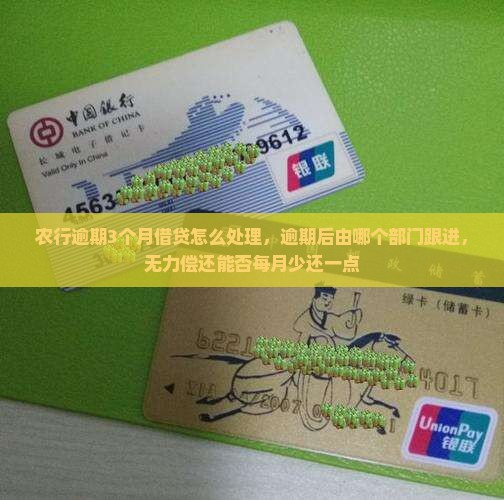 中国银行
BANK OF CHINA
长城电子借记卡
Valid Only in China
4563
9612
银联
农行逾期3个月借贷怎么处理，逾期后由哪个部门跟进，
无力偿还能否每月少还一点
政 储 蓄
绿卡（储蓄卡）
UnionPay
银联